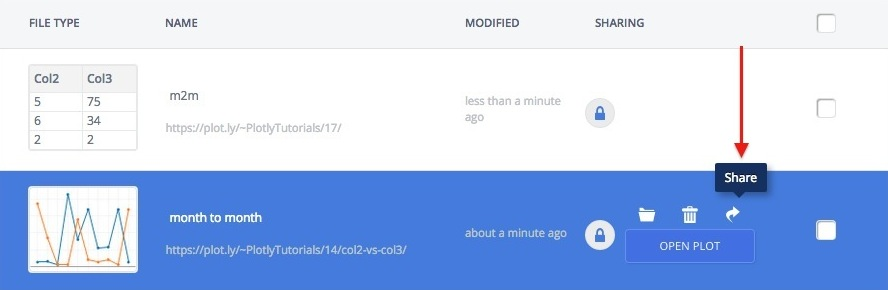 FILE TYPE NAME MODIFIED SHARING
Col2 Col3
5 75
6 34
2 2
m2m
https://plot.ly/~PlotlyTutorials/17/
less than a minute
ago
Share
month to month
https://plot.ly/~PlotlyTutorials/14/col2-vs-col3/
about a minute ago
OPEN PLOT